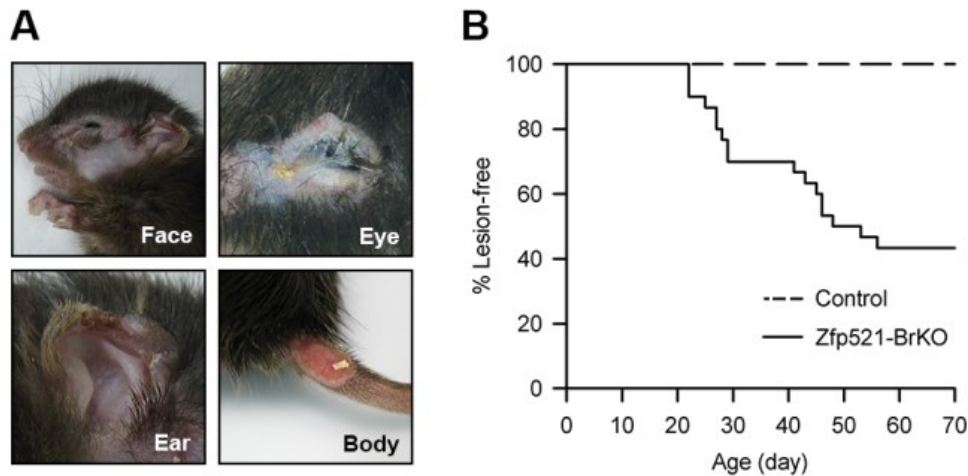 A
Face
Eye
Ear
Body
B
100
80
60
40
20
0
% Lesion-free
Control
Zfp521-BrKO
0 10 20 30 40 50 60 70
Age (day)